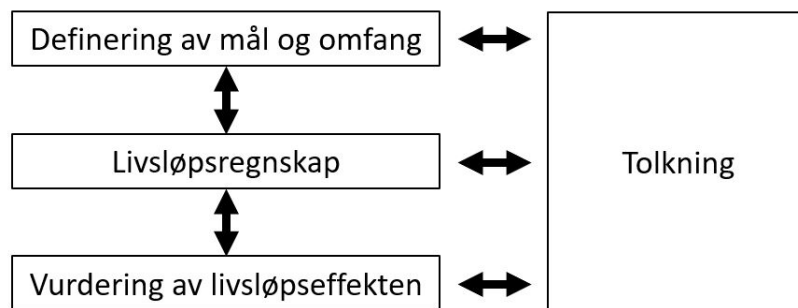 Definering av mål og omfang
Livsløpsregnskap
Tolkning
Vurdering av livsløpseffekten